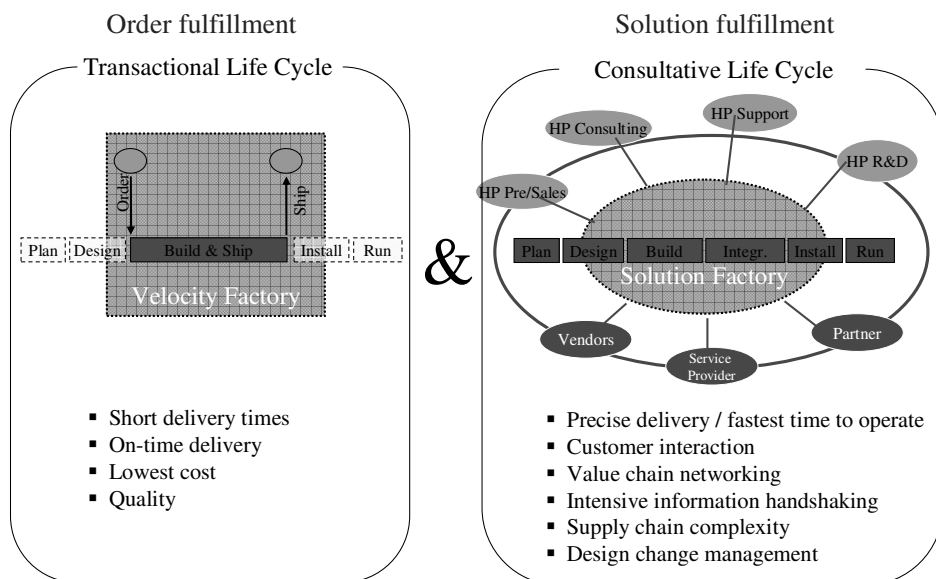 Order fulfillment
Transactional Life Cycle
Order
Ship
Plan
Design
Build & Ship
Install
Run
Velocity Factory
▪ Short delivery times
▪ On-time delivery
▪ Lowest cost
▪ Quality
&
Solution fulfillment
Consultative Life Cycle
HP Consulting
HP Support
HP R&D
HP Pre/Sales
Plan
Design
Build
Integr.
Install
Run
Solution Factory
Vendors
Service
Provider
Partner
▪ Precise delivery / fastest time to operate
▪ Customer interaction
▪ Value chain networking
▪ Intensive information handshaking
▪ Supply chain complexity
▪ Design change management